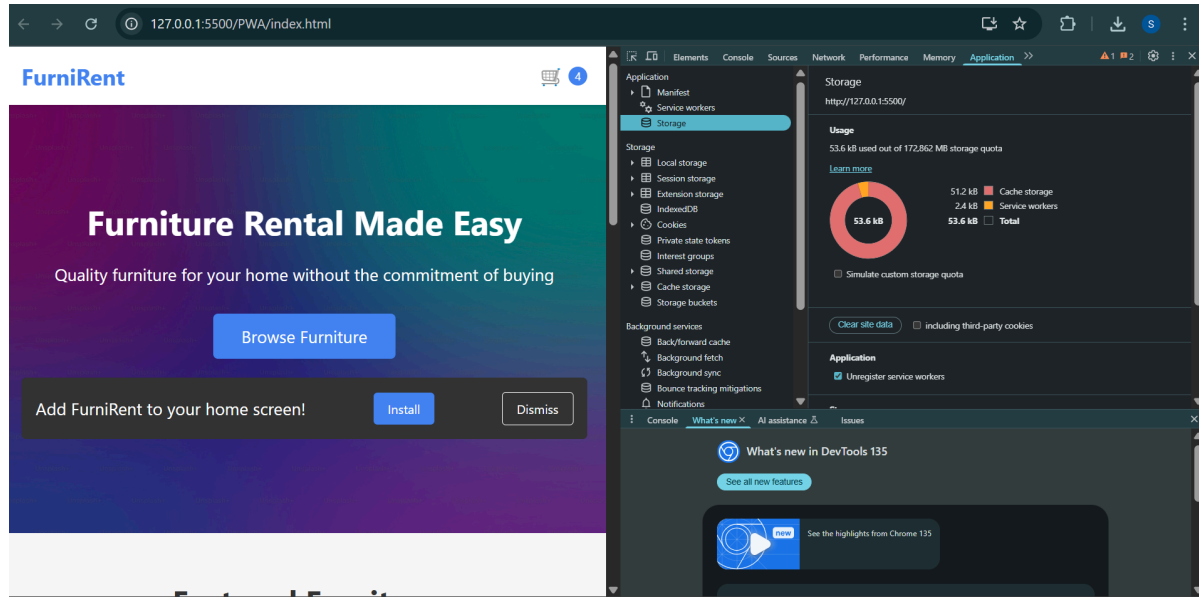 127.0.0.1:5500/PWA/index.html
S
FurniRent
4
Furniture Rental Made Easy
Quality furniture for your home without the commitment of buying
Browse Furniture
Add FurniRent to your home screen!
Install
Dismiss
Elements Console Sources Network Performance Memory Application
1 2
Application
Manifest
Service workers
Storage
Storage
Local storage
Session storage
Extension storage
IndexedDB
Cookies
Private state tokens
Interest groups
Shared storage
Cache storage
Storage buckets
Background services
Back/forward cache
Background fetch
Background sync
Bounce tracking mitigations
Notifications
Storage
http://127.0.0.1:5500/
Usage
53.6 kB used out of 172,862 MB storage quota
Learn more
53.6 kB
51.2 kB Cache storage
2.4 kB Service workers
53.6 kB Total
Simulate custom storage quota
Clear site data
including third-party cookies
Application
Unregister service workers
Console What's new AI assistance Issues
What's new in DevTools 135
See all new features
new
See the highlights from Chrome 135